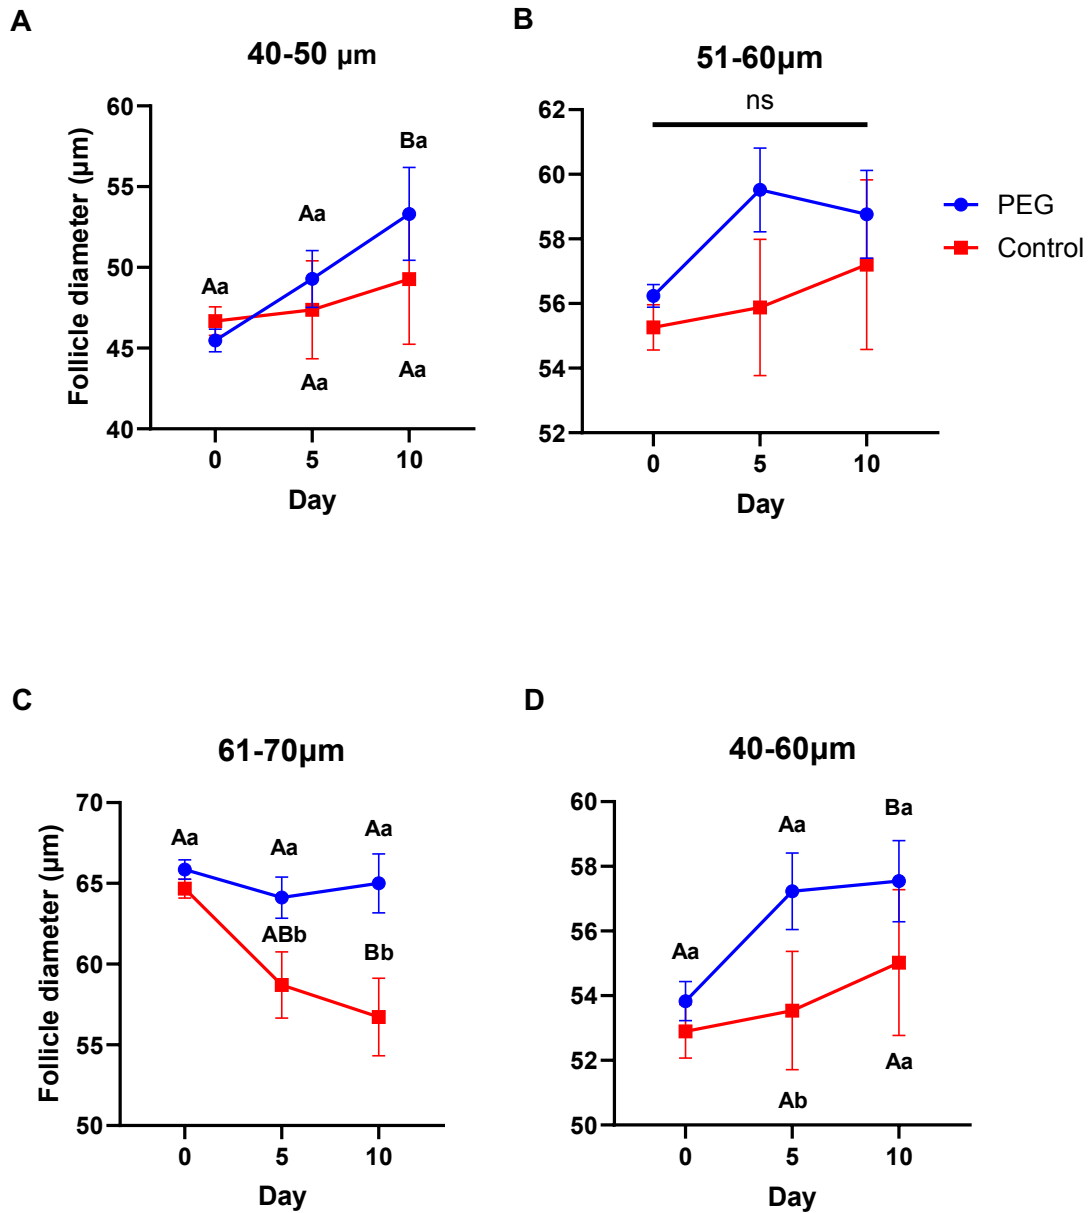 A
40-50 µm
Follicle diameter (µm)
60
55
50
45
40
Aa
Aa
Ba
Aa
Aa
0
5
10
Day
B
51-60µm
ns
62
60
58
56
54
52
0
5
10
Day
PEG
Control
C
61-70µm
Follicle diameter (µm)
70
65
60
55
50
Aa
Aa
Aa
ABb
Bb
0
5
10
Day
D
40-60µm
60
58
56
54
52
50
Aa
Aa
Ba
Ab
Aa
0
5
10
Day